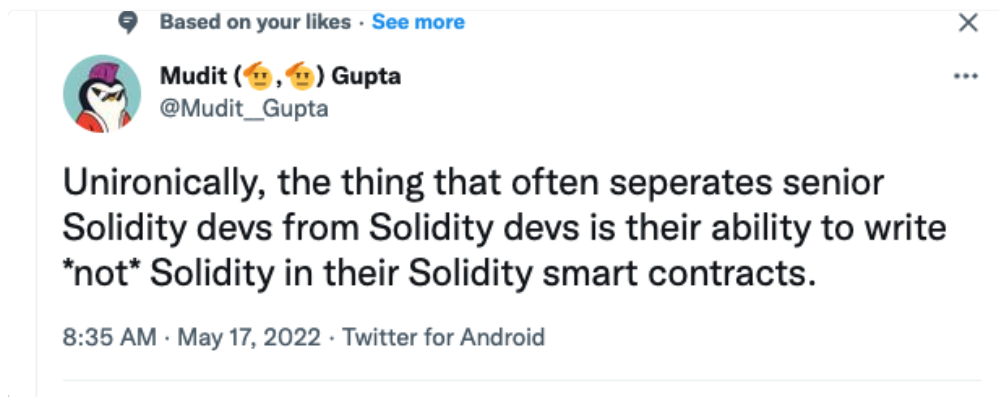 Based on your likes · See more
Mudit (🫡,🫡) Gupta
@Mudit__Gupta
Unironically, the thing that often seperates senior
Solidity devs from Solidity devs is their ability to write
*not* Solidity in their Solidity smart contracts.
8:35 AM · May 17, 2022 · Twitter for Android